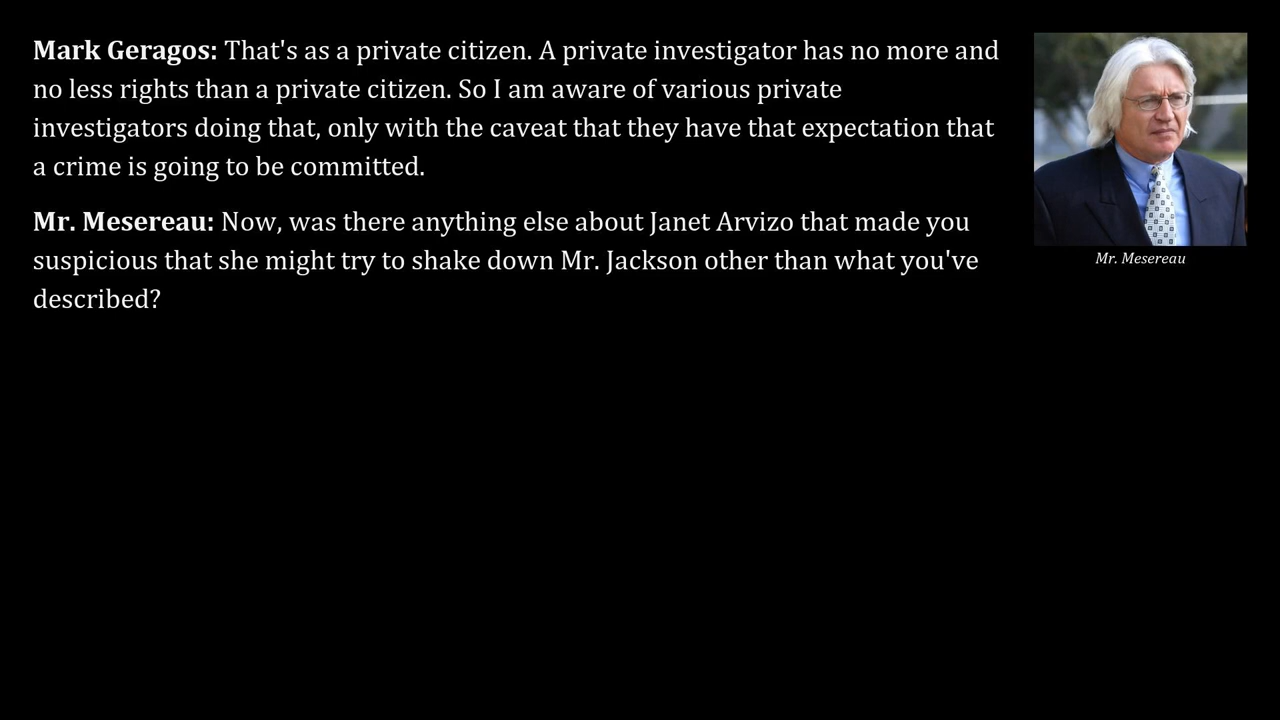 Mark Geragos: That's as a private citizen. A private investigator has no more and
no less rights than a private citizen. So I am aware of various private
investigators doing that, only with the caveat that they have that expectation that
a crime is going to be committed.
Mr. Mesereau: Now, was there anything else about Janet Arvizo that made you
suspicious that she might try to shake down Mr. Jackson other than what you've
described?
Mr. Mesereau